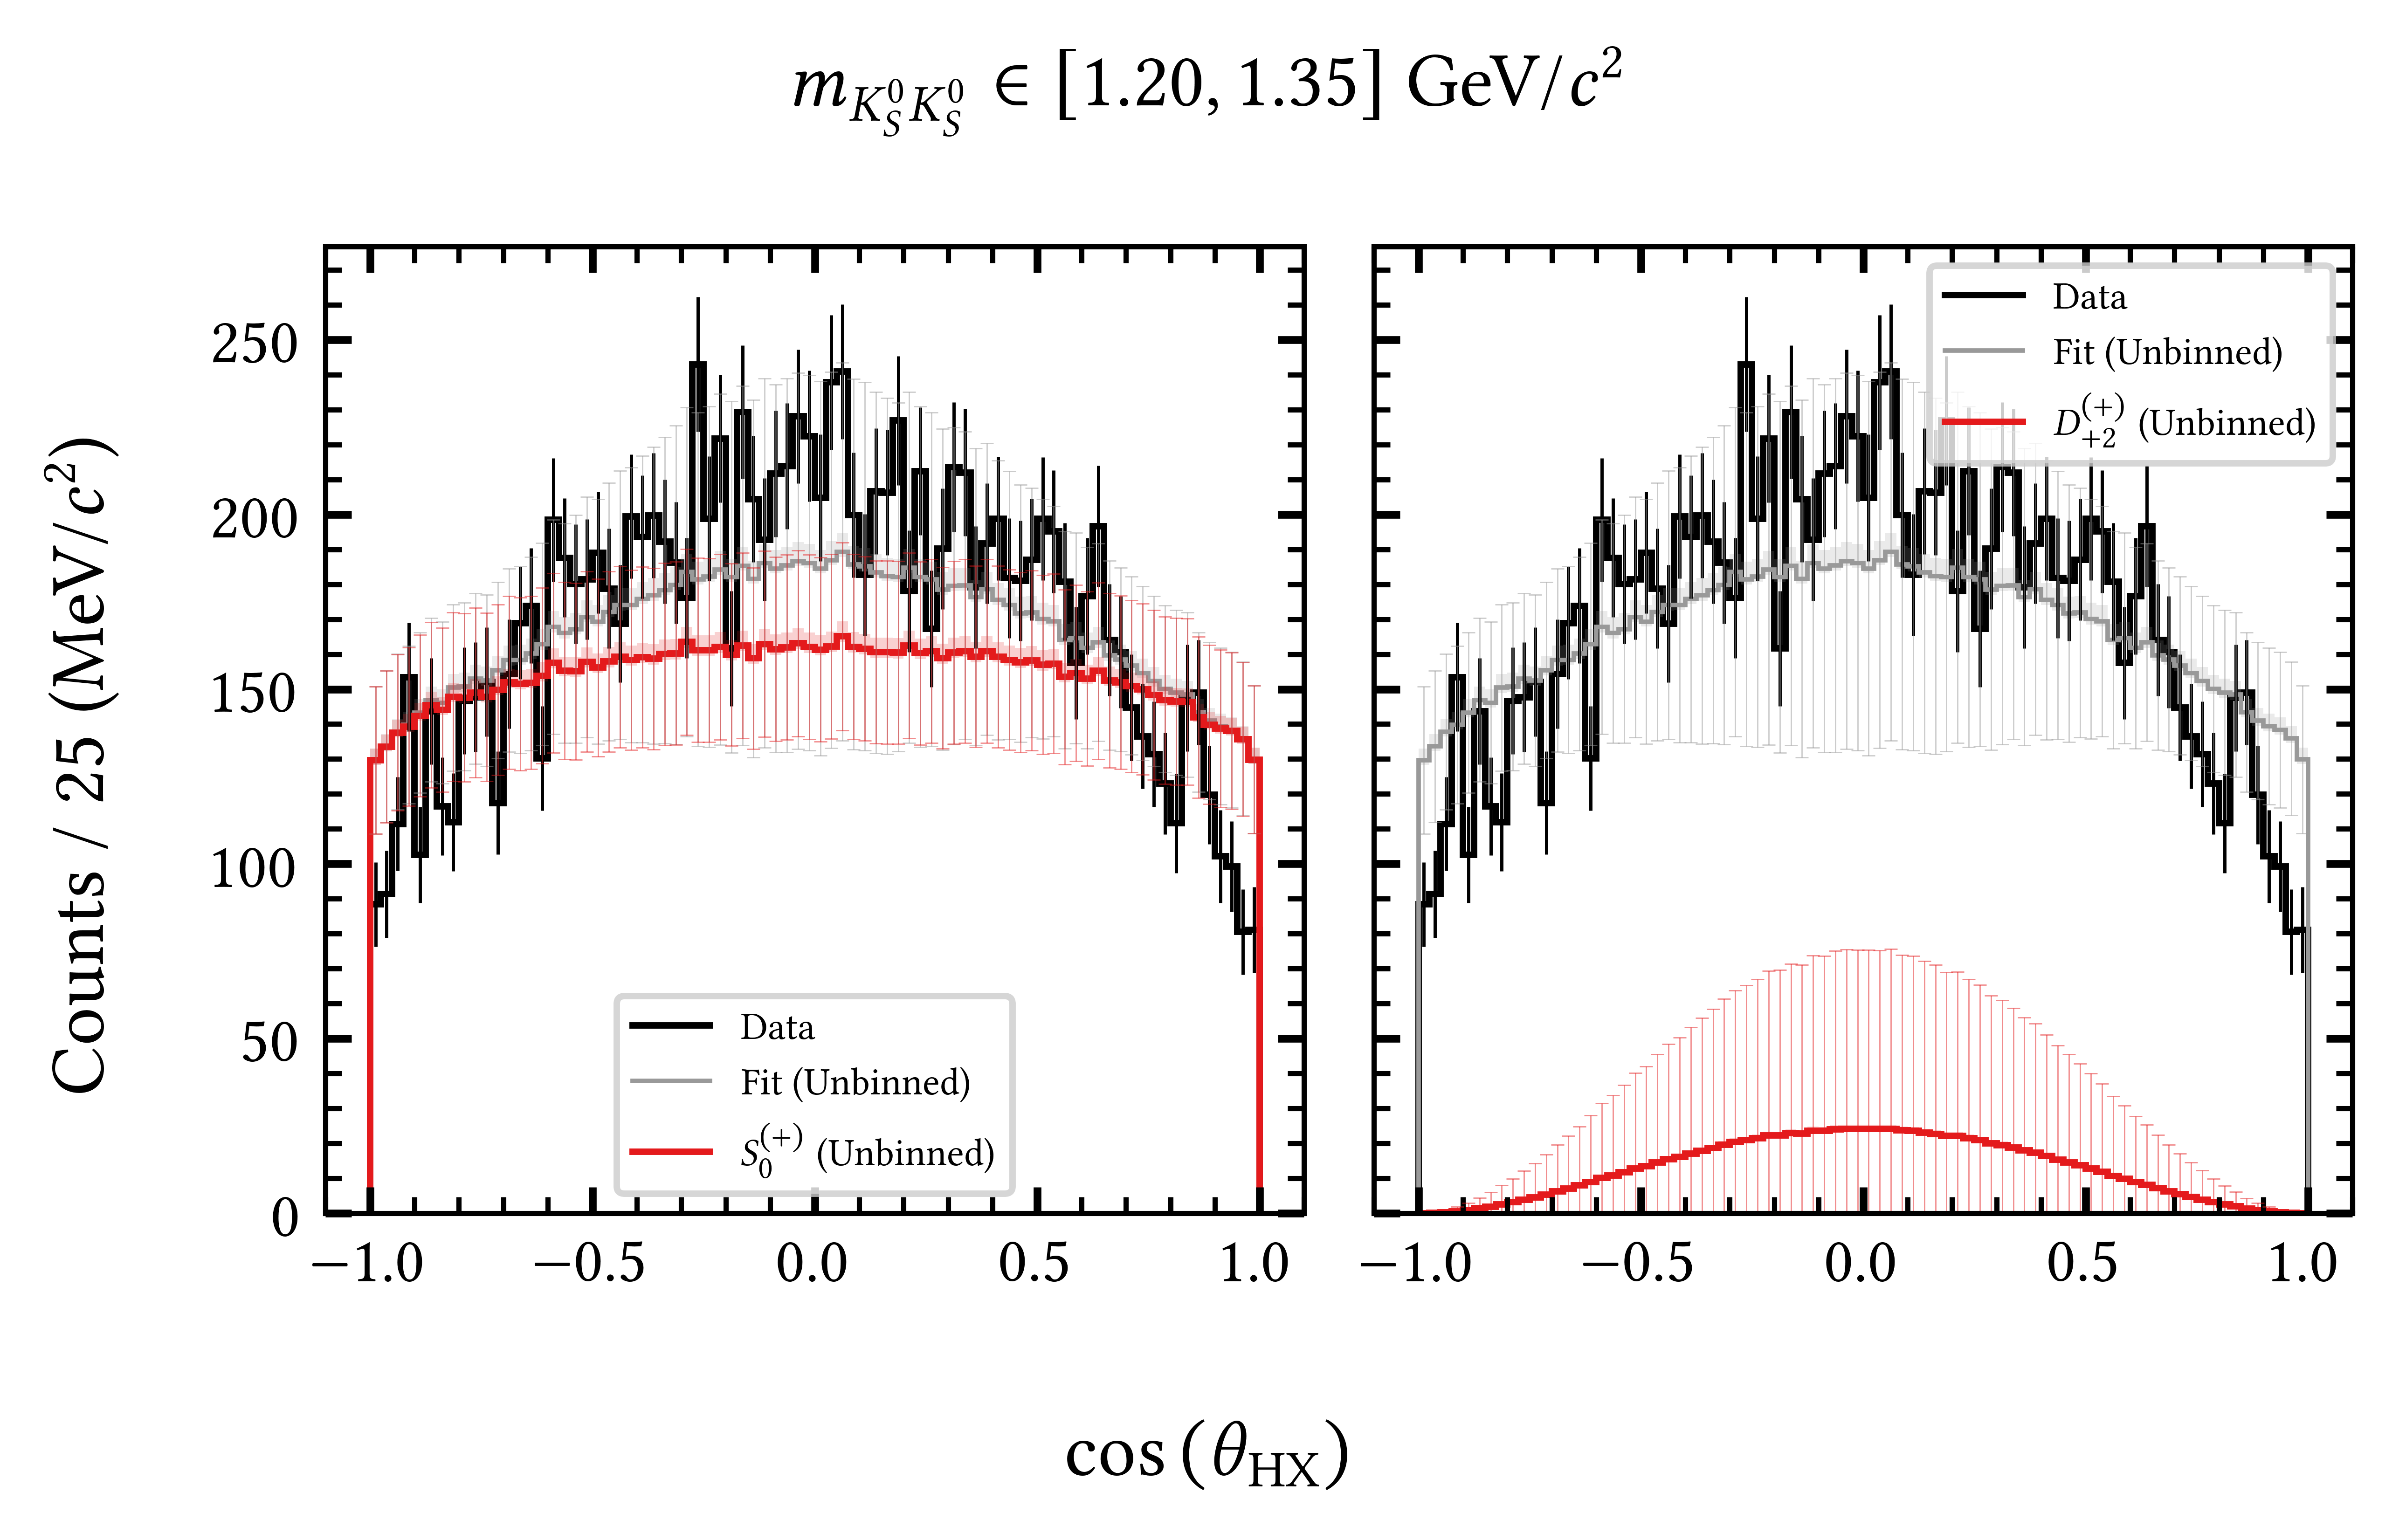 m_{K_S^0 K_S^0} ∈ [1.20, 1.35] GeV/c²
Counts / 25 (MeV/c²)
250
200
150
100
50
0
Data
Fit (Unbinned)
S_0^{(+)} (Unbinned)
−1.0
−0.5
0.0
0.5
1.0
Data
Fit (Unbinned)
D_{+2}^{(+)} (Unbinned)
−1.0
−0.5
0.0
0.5
1.0
cos (θ_{HX})